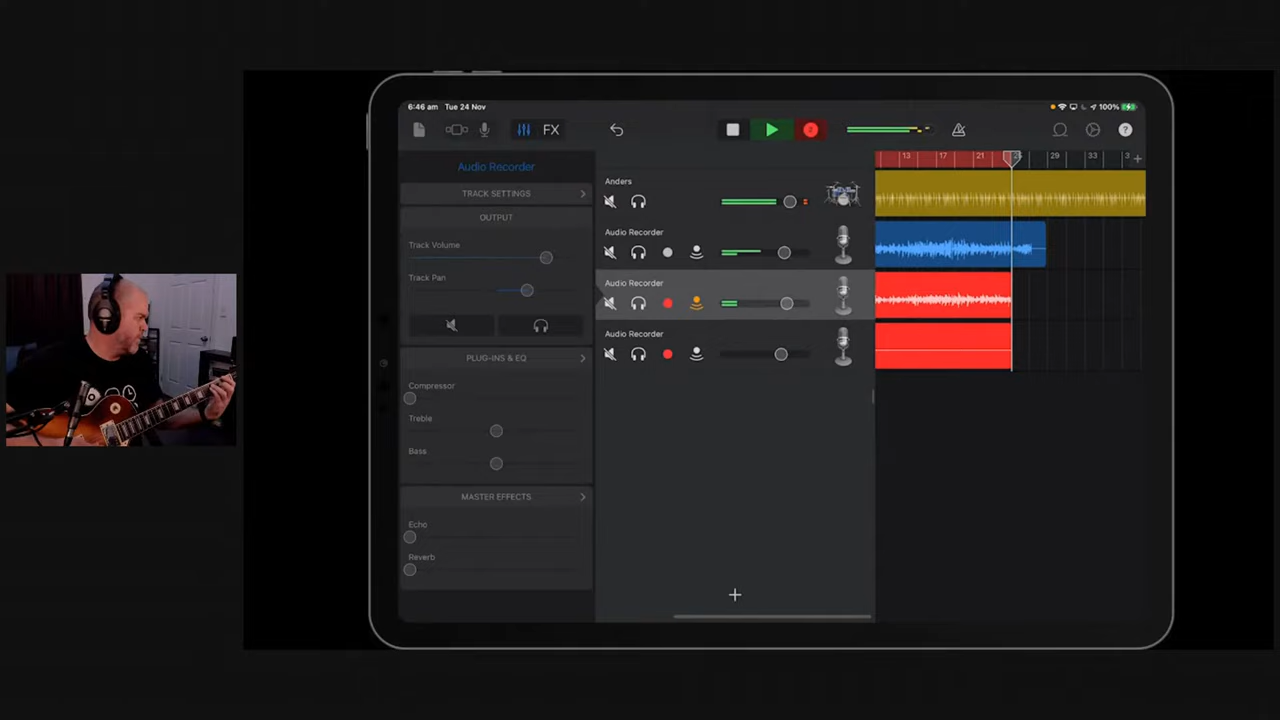 6:46 am Tue 24 Nov
100%
FX
?
Audio Recorder
TRACK SETTINGS
OUTPUT
Track Volume
Track Pan
PLUG-INS & EQ
Compressor
Treble
Bass
MASTER EFFECTS
Echo
Reverb
13 17 21 29 33
Anders
Audio Recorder
Audio Recorder
Audio Recorder